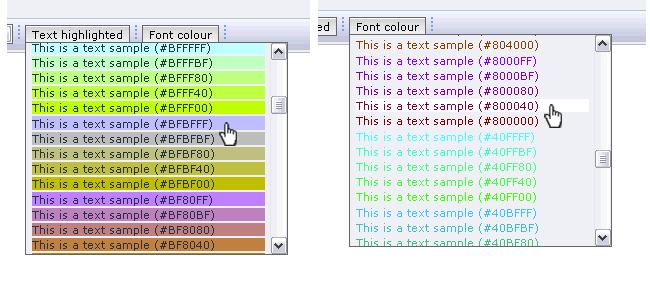 Text highlighted
Font colour
This is a text sample (#BFFFFF)
This is a text sample (#BFFFBF)
This is a text sample (#BFFF80)
This is a text sample (#BFFF40)
This is a text sample (#BFFF00)
This is a text sample (#BFBFFF)
This is a text sample (#BFBFBF)
This is a text sample (#BFBF80)
This is a text sample (#BFBF40)
This is a text sample (#BFBF00)
This is a text sample (#BF80FF)
This is a text sample (#BF80BF)
This is a text sample (#BF8080)
This is a text sample (#BF8040)
ed
Font colour
This is a text sample (#804000)
This is a text sample (#8000FF)
This is a text sample (#8000BF)
This is a text sample (#800080)
This is a text sample (#800040)
This is a text sample (#800000)
This is a text sample (#40FFFF)
This is a text sample (#40FFBF)
This is a text sample (#40FF80)
This is a text sample (#40FF40)
This is a text sample (#40FF00)
This is a text sample (#40BFFF)
This is a text sample (#40BFBF)
This is a text sample (#40BF80)